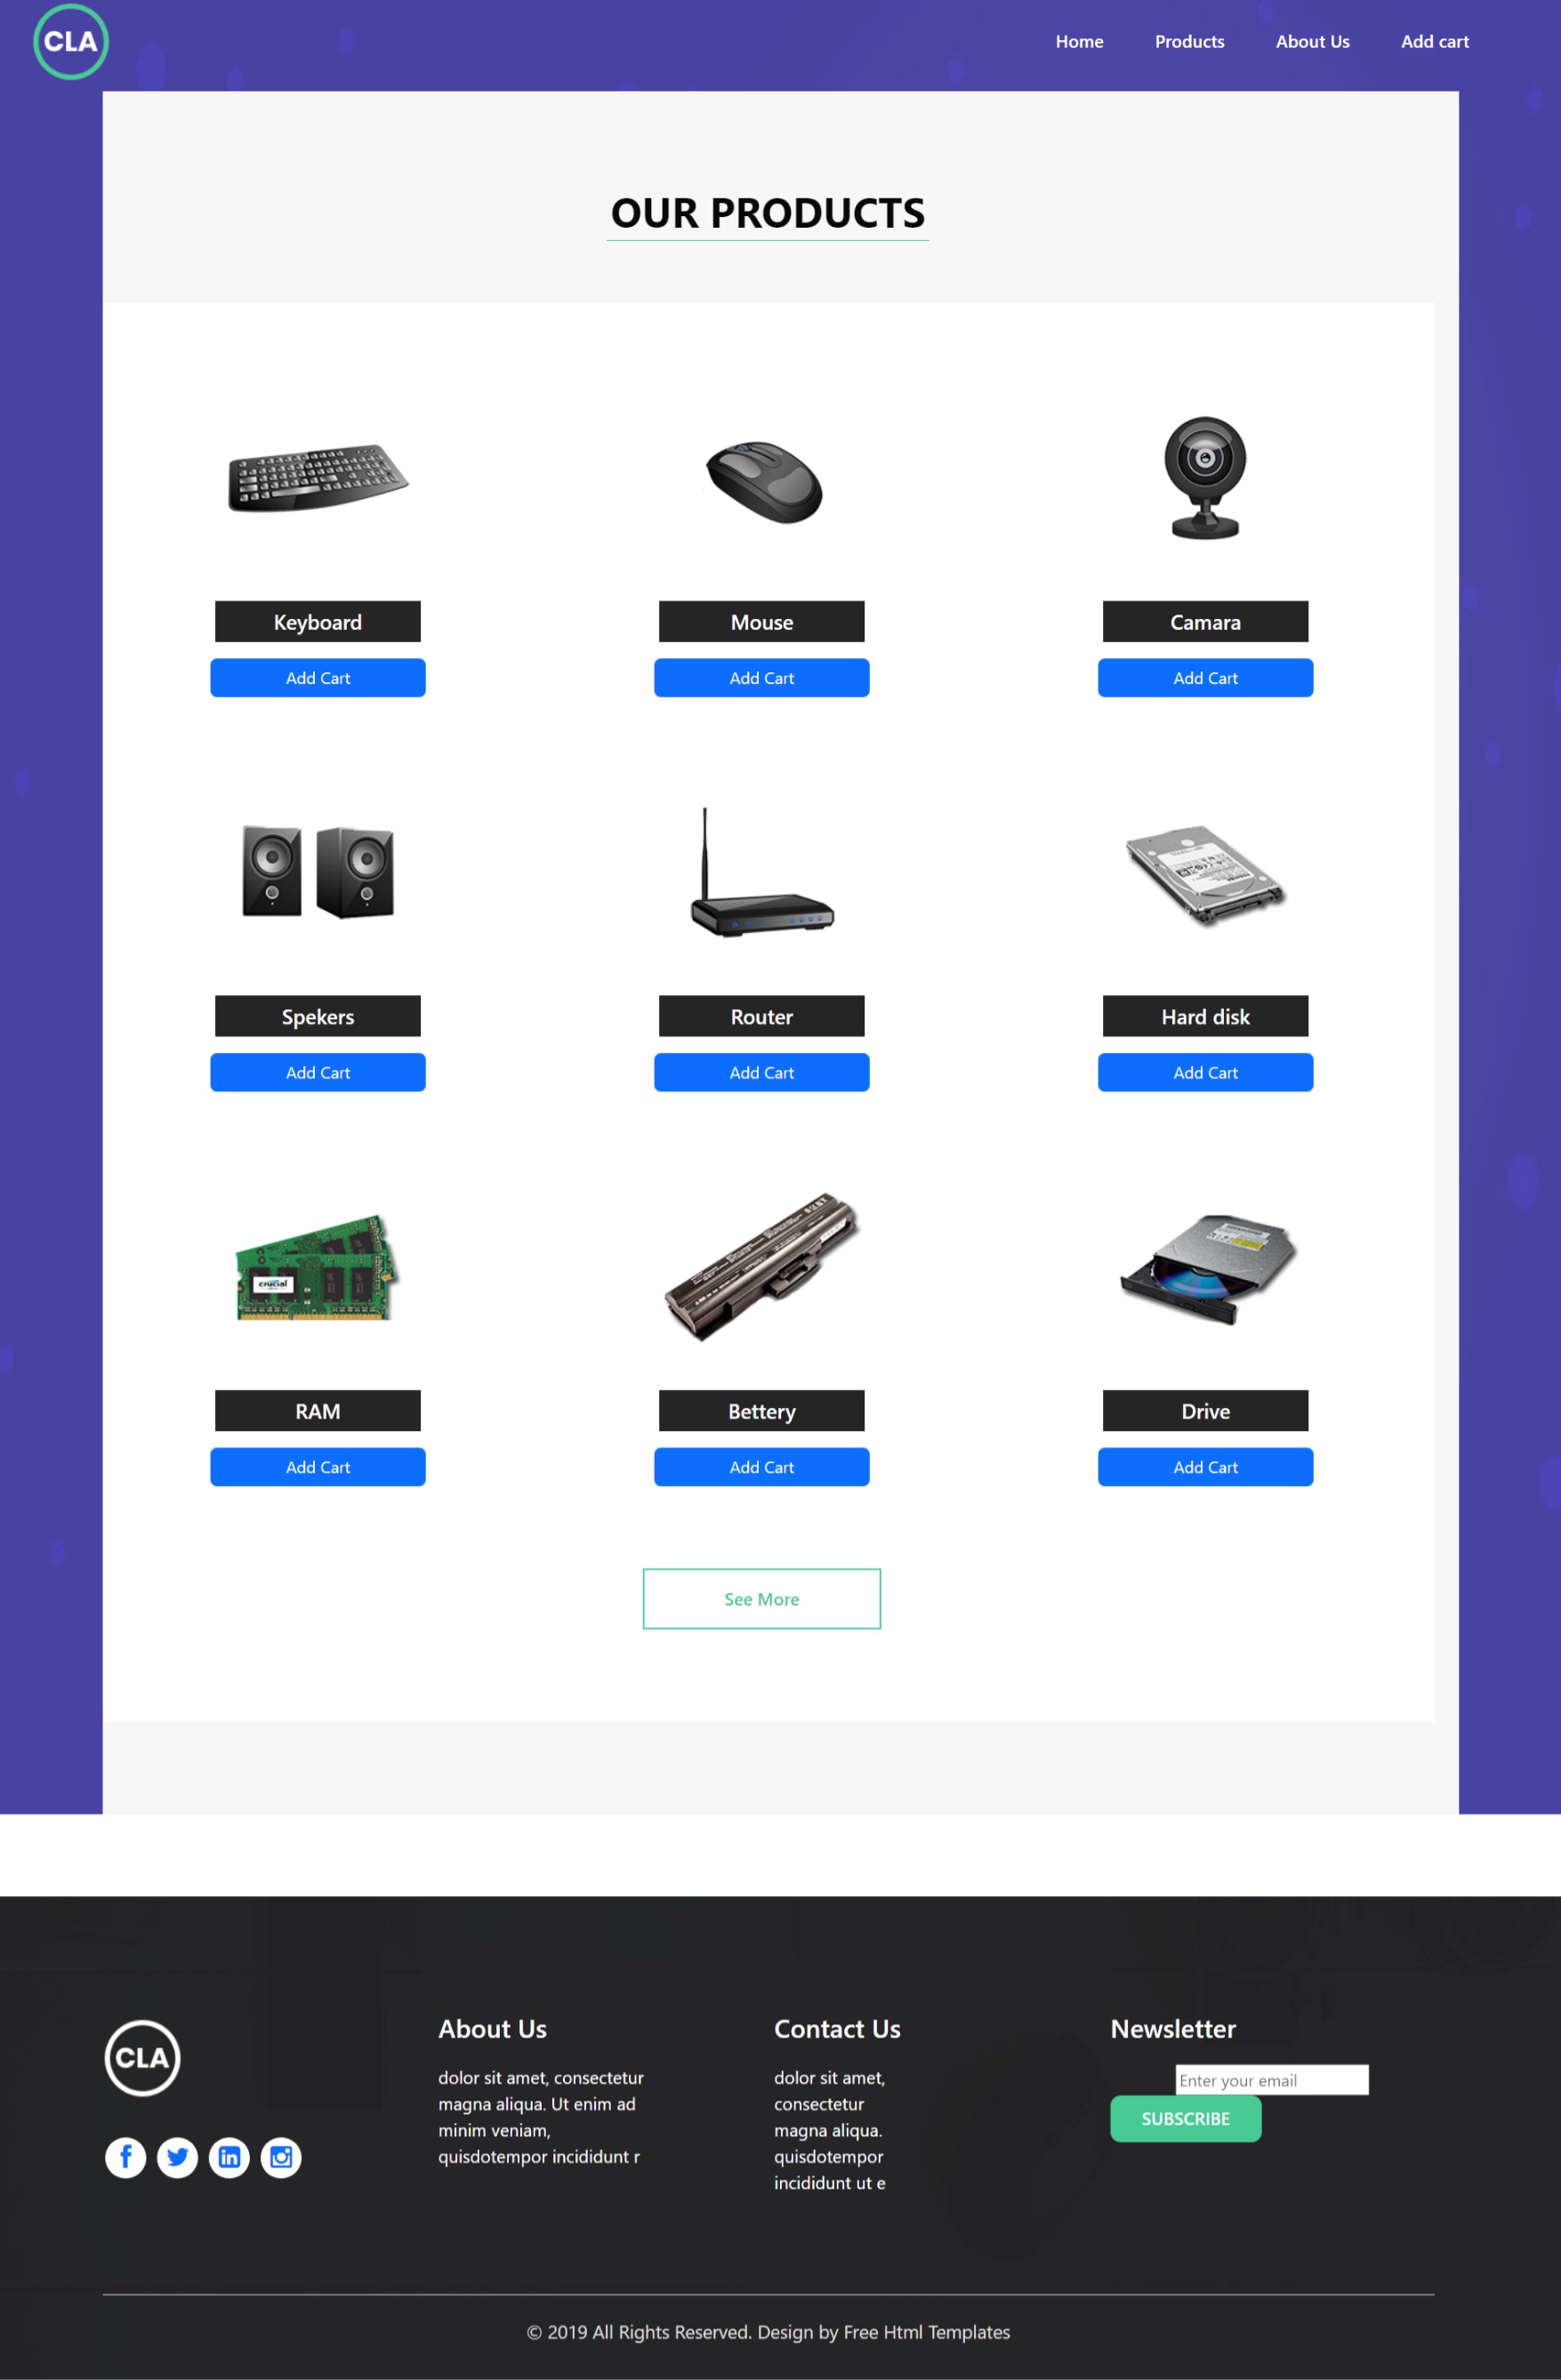 CLA
Home
Products
About Us
Add cart
OUR PRODUCTS
Keyboard
Mouse
Camara
Add Cart
Add Cart
Add Cart
Spekers
Router
Hard disk
Add Cart
Add Cart
Add Cart
crucial
RAM
Bettery
Drive
Add Cart
Add Cart
Add Cart
See More
CLA
About Us
dolor sit amet, consectetur
magna aliqua. Ut enim ad
minim veniam,
quisdotempor incididunt r
Contact Us
dolor sit amet,
consectetur
magna aliqua.
quisdotempor
incididunt ut e
Newsletter
Enter your email
SUBSCRIBE
© 2019 All Rights Reserved. Design by Free Html Templates